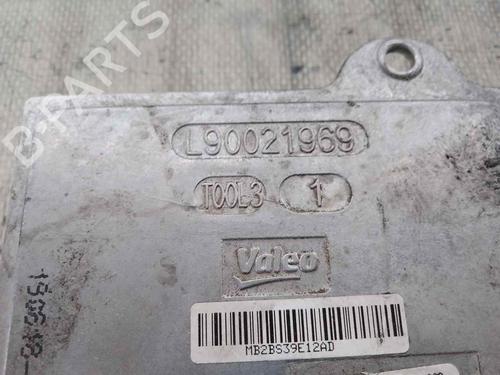 B-PARTS
L90021969
TOOL3 1
Valeo
MB2BS39E12AD